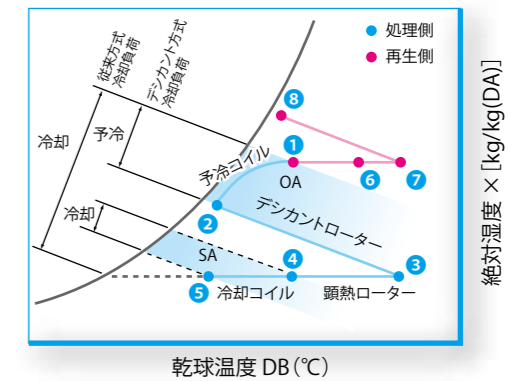 処理側
再生側
従来方式
冷却負荷
デシカント方式
冷却負荷
冷却
予冷
冷却
予冷コイル
8
1
OA
6
7
2
デシカントローター
SA
4
3
5
冷却コイル
顕熱ローター
絶対湿度 × [kg/kg(DA)]
乾球温度 DB(℃)